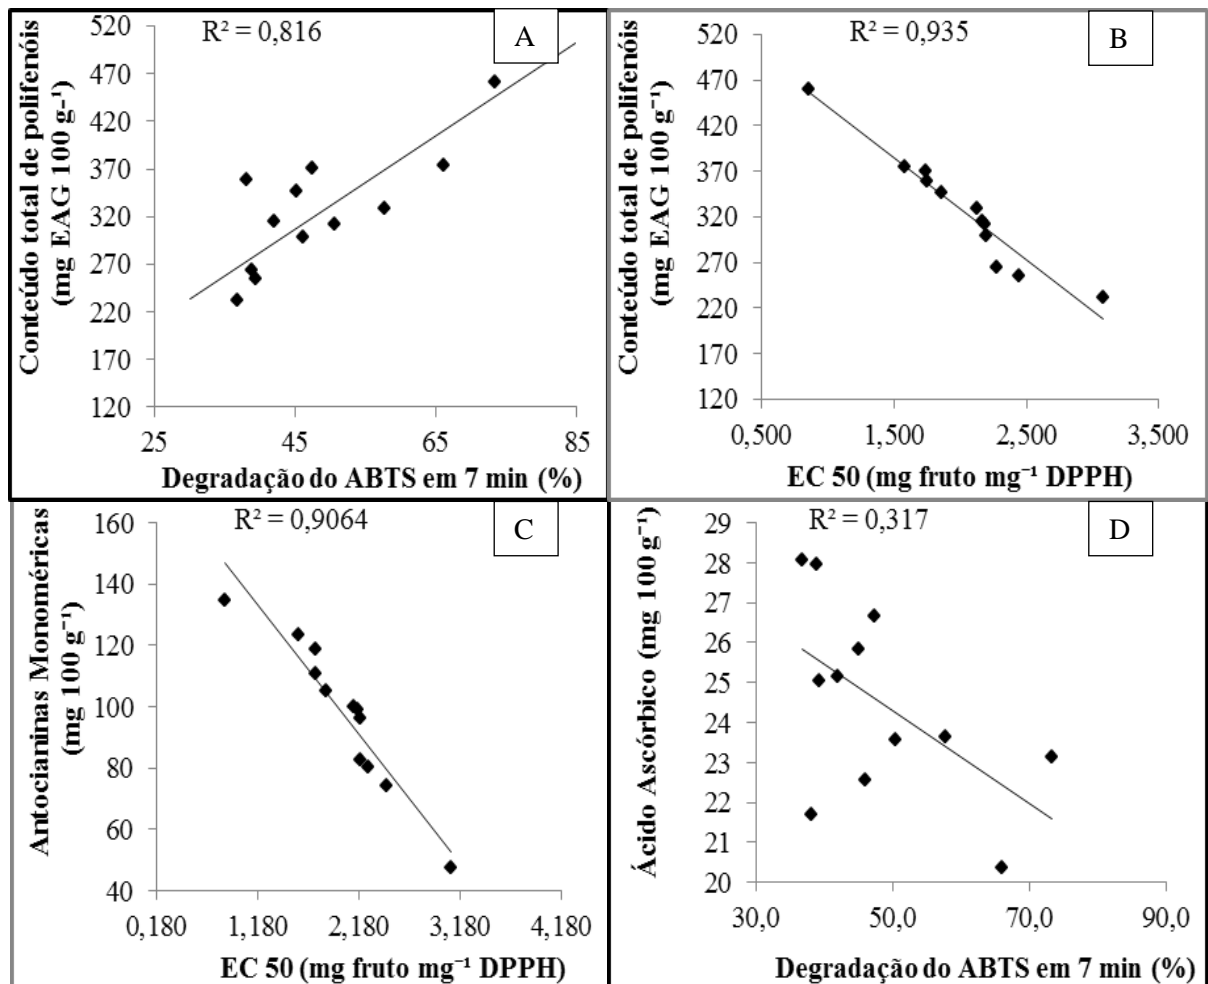 A
R² = 0,816
Conteúdo total de polifenóis
(mg EAG 100 g⁻¹)
520
470
420
370
320
270
220
170
120
25 45 65 85
Degradação do ABTS em 7 min (%)
B
R² = 0,935
Conteúdo total de polifenóis
(mg EAG 100 g⁻¹)
520
470
420
370
320
270
220
170
120
0,500 1,500 2,500 3,500
EC 50 (mg fruto mg⁻¹ DPPH)
C
R² = 0,9064
Antocianinas Monoméricas
(mg 100 g⁻¹)
160
140
120
100
80
60
40
0,180 1,180 2,180 3,180 4,180
EC 50 (mg fruto mg⁻¹ DPPH)
D
R² = 0,317
Ácido Ascórbico (mg 100 g⁻¹)
29
28
27
26
25
24
23
22
21
20
30,0 50,0 70,0 90,0
Degradação do ABTS em 7 min (%)